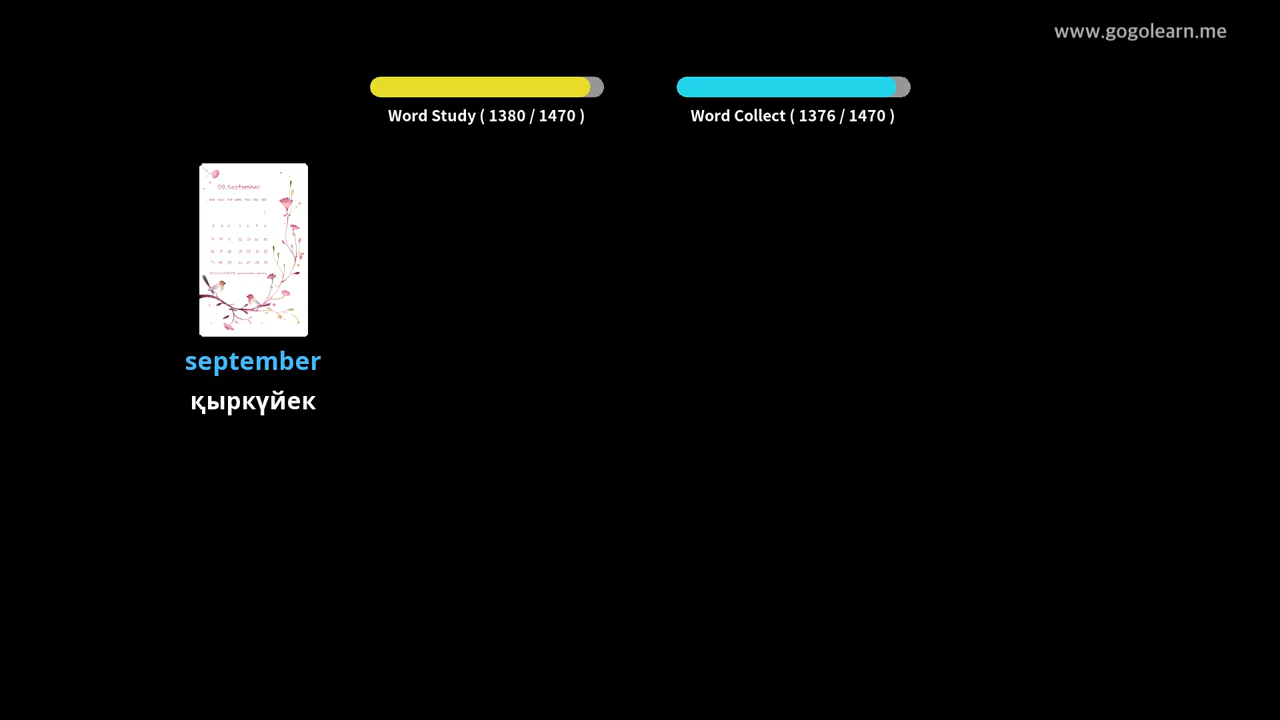 www.gogolearn.me
Word Study ( 1380 / 1470 )
Word Collect ( 1376 / 1470 )
09.September
september
қыркүйек